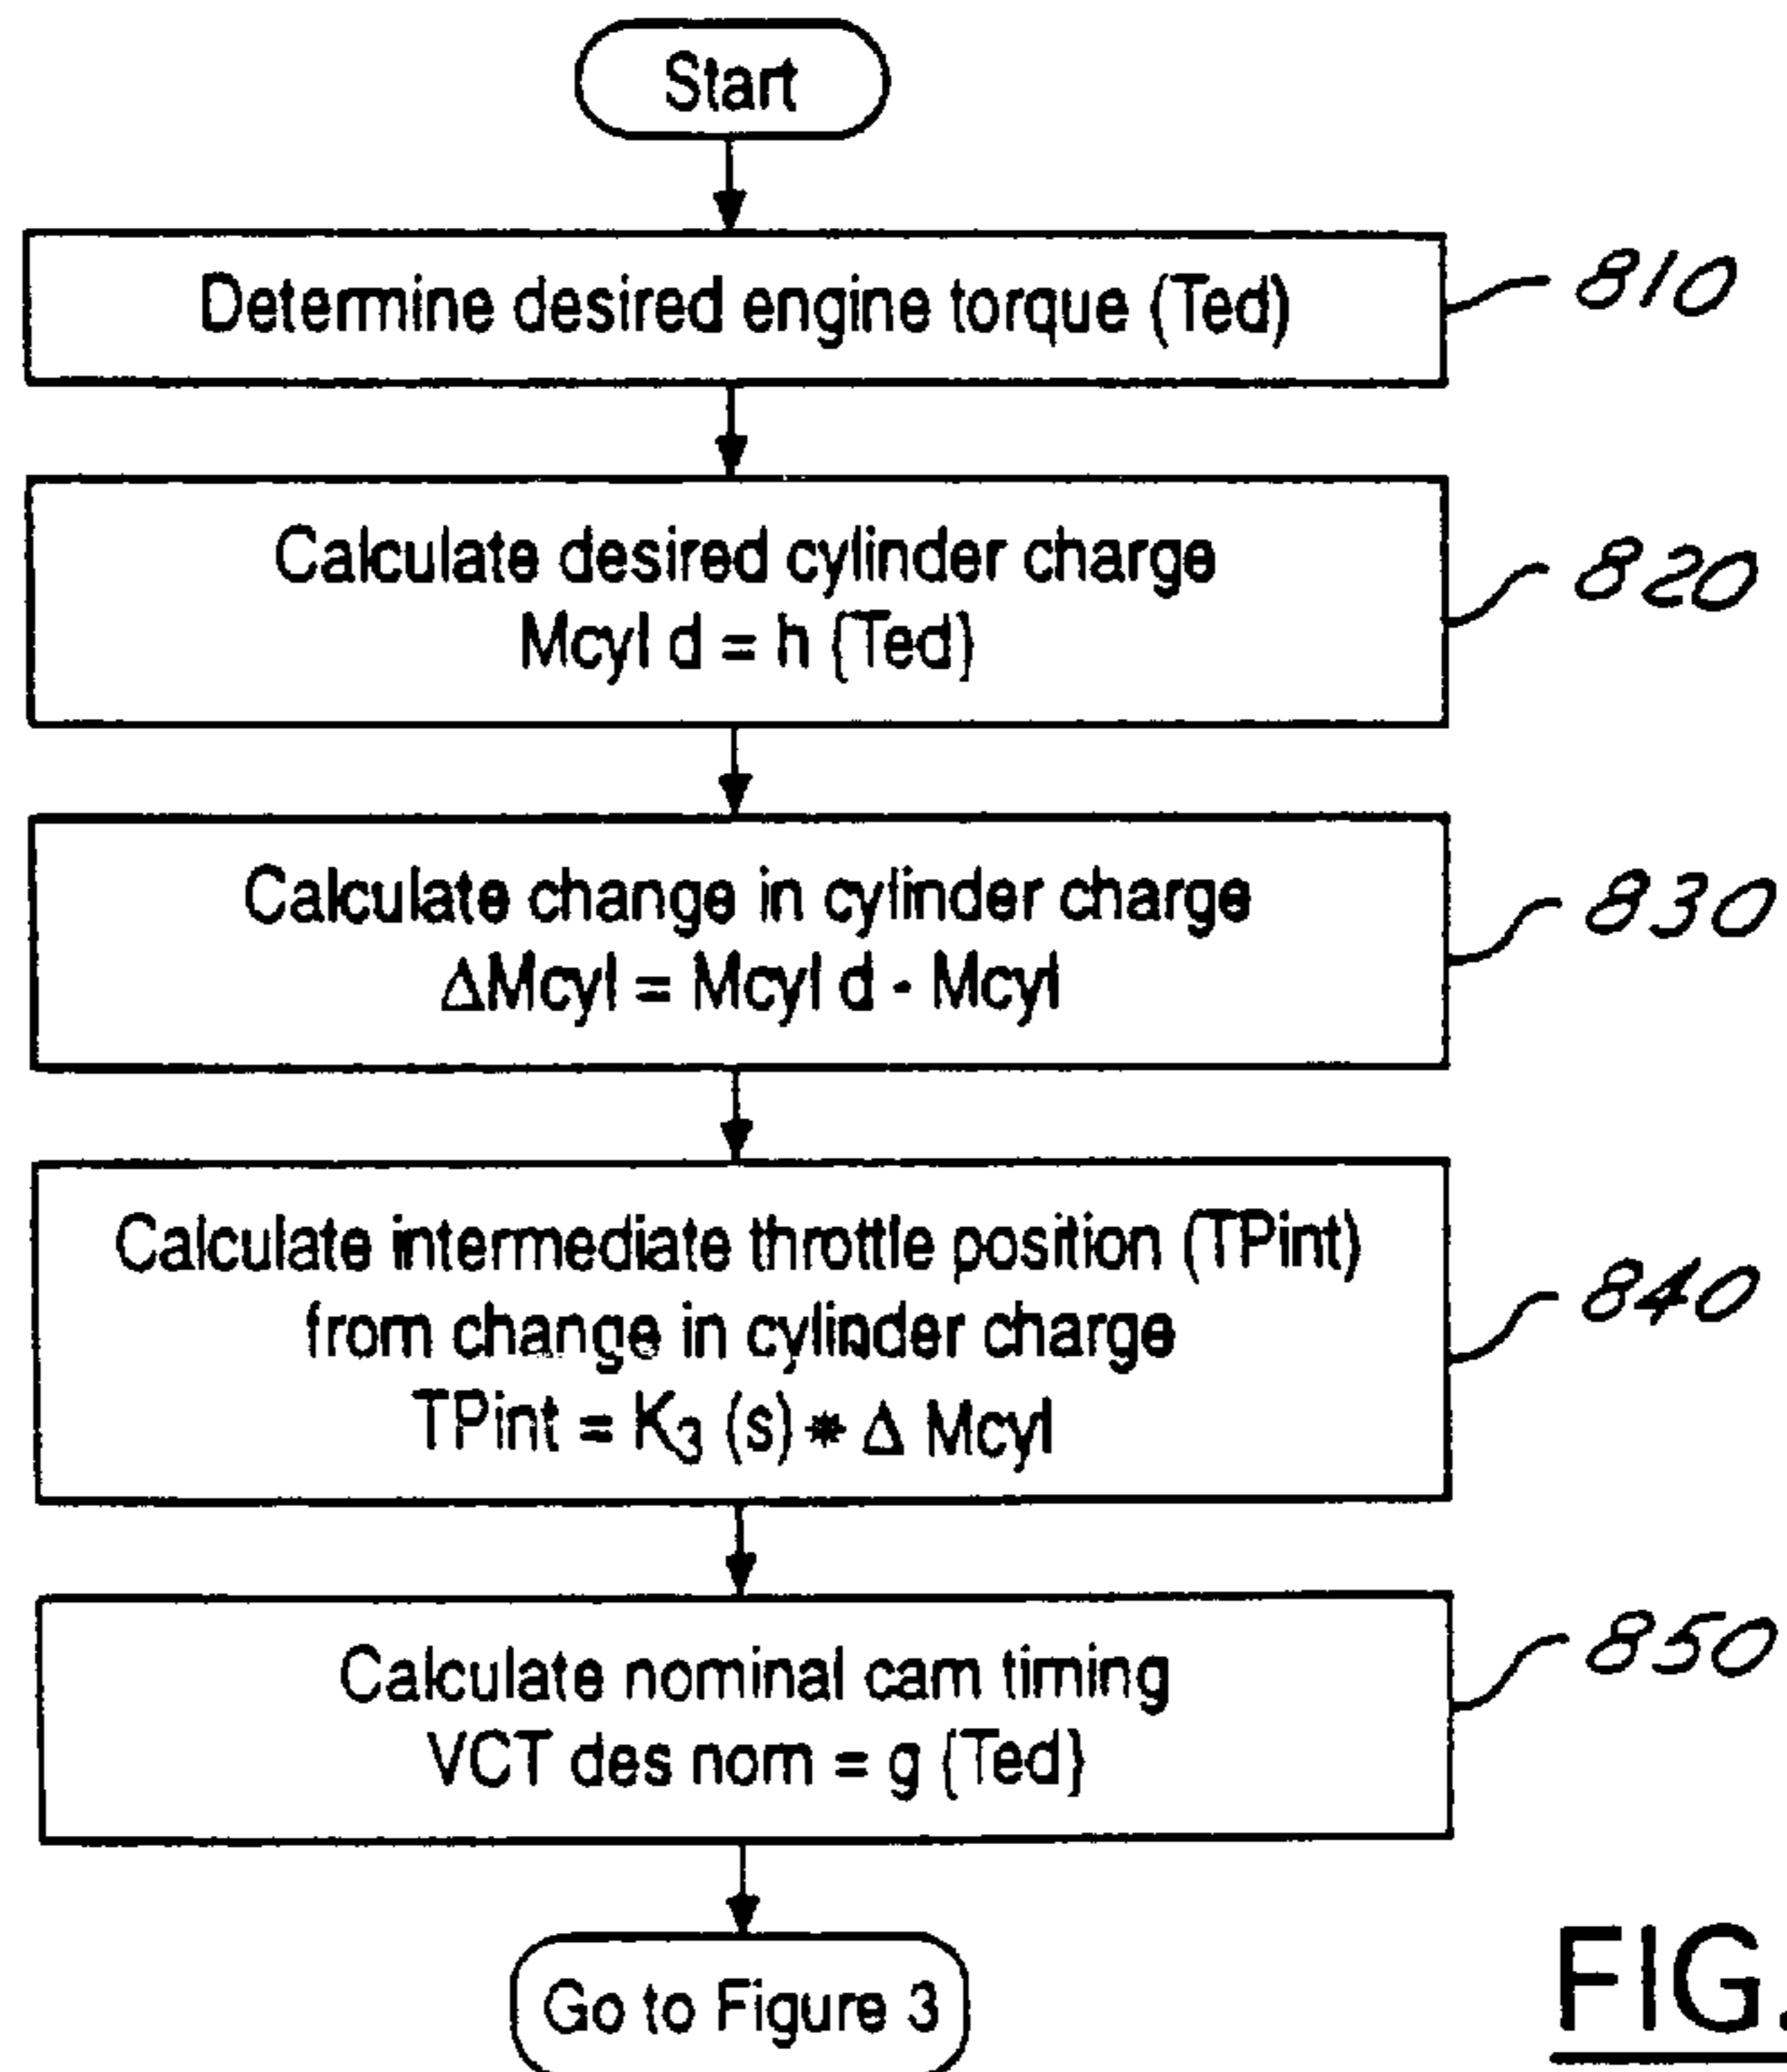 Start
Determine desired engine torque (Ted)
810
Calculate desired cylinder charge
Mcyl d = h (Ted)
820
Calculate change in cylinder charge
ΔMcyl = Mcyl d - Mcyl
830
Calculate intermediate throttle position (TPint)
from change in cylinder charge
TPint = K₃ (s) * Δ Mcyl
840
Calculate nominal cam timing
VCT des nom = g (Ted)
850
Go to Figure 3
FIG.